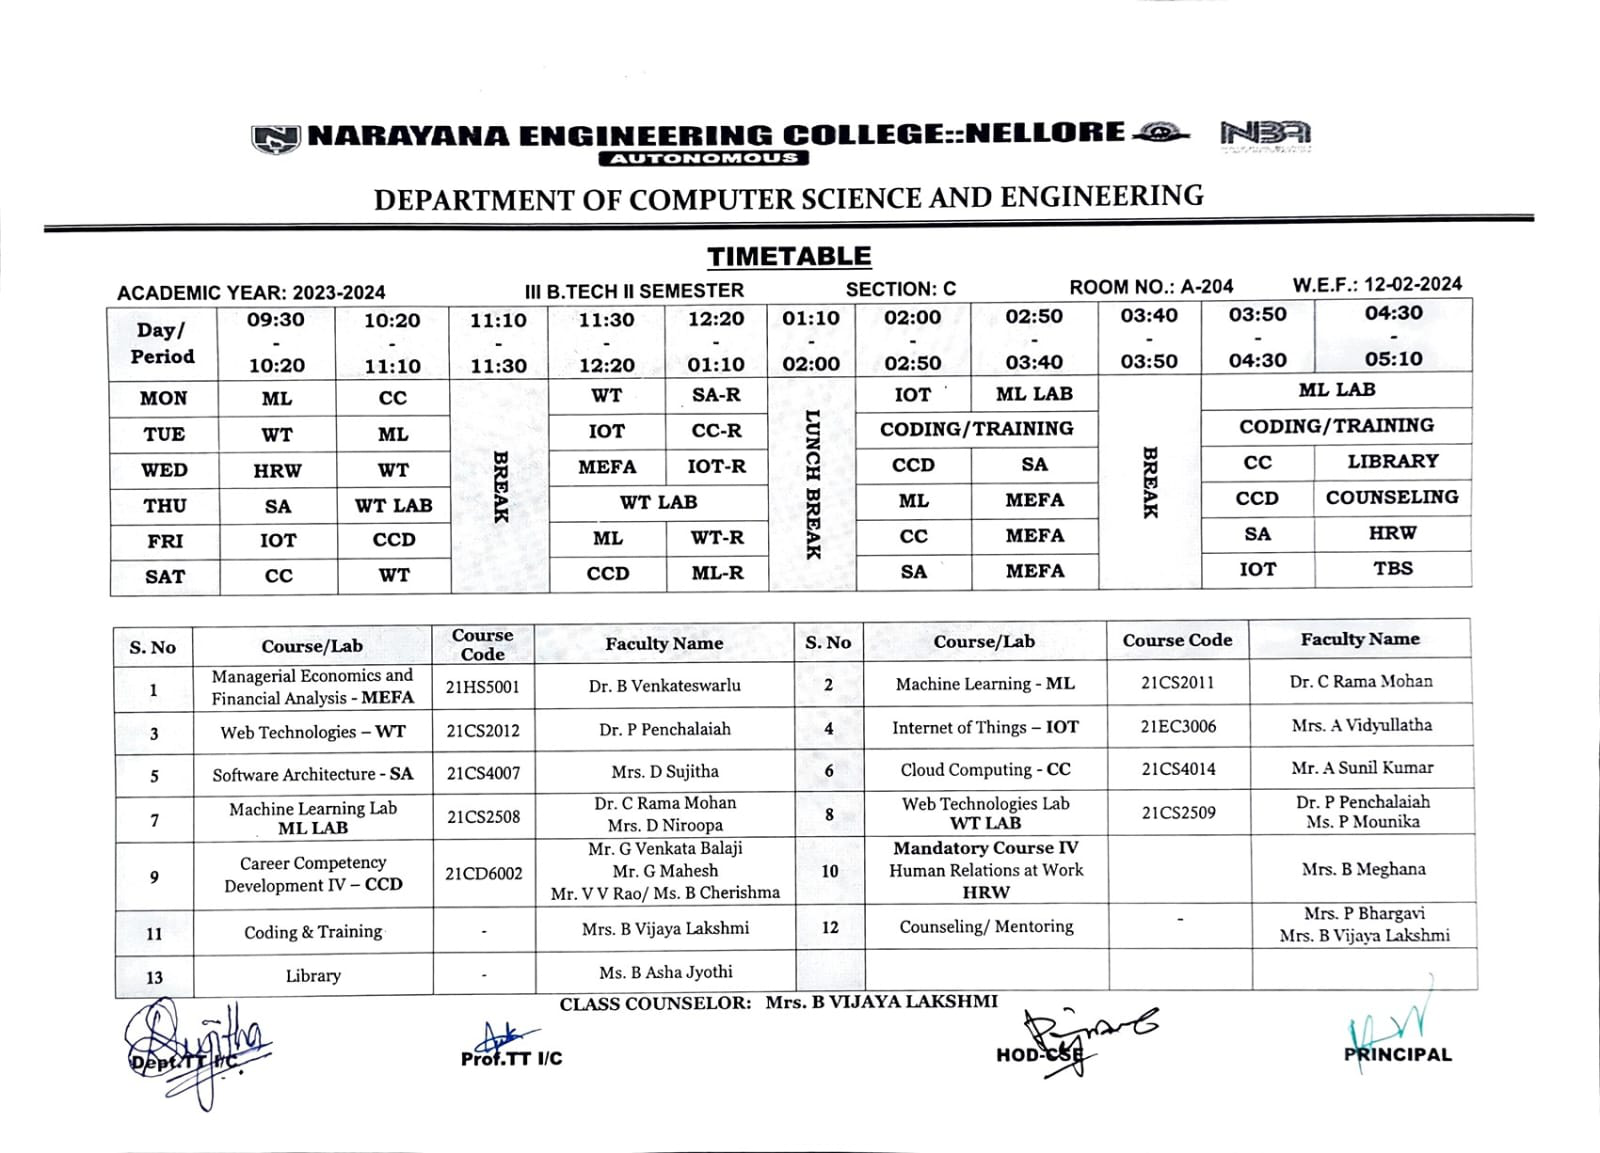 NARAYANA ENGINEERING COLLEGE::NELLORE NBA
AUTONOMOUS
DEPARTMENT OF COMPUTER SCIENCE AND ENGINEERING
TIMETABLE
ACADEMIC YEAR: 2023-2024 III B.TECH II SEMESTER SECTION: C ROOM NO.: A-204 W.E.F.: 12-02-2024
Day/ Period 09:30 - 10:20 10:20 - 11:10 11:10 - 11:30 11:30 - 12:20 12:20 - 01:10 01:10 - 02:00 02:00 - 02:50 02:50 - 03:40 03:40 - 03:50 03:50 - 04:30 04:30 - 05:10
MON ML CC BREAK WT SA-R LUNCH BREAK IOT ML LAB BREAK ML LAB
TUE WT ML IOT CC-R CODING/TRAINING CODING/TRAINING
WED HRW WT MEFA IOT-R CCD SA CC LIBRARY
THU SA WT LAB WT LAB ML MEFA CCD COUNSELING
FRI IOT CCD ML WT-R CC MEFA SA HRW
SAT CC WT CCD ML-R SA MEFA IOT TBS
S. No Course/Lab Course Code Faculty Name S. No Course/Lab Course Code Faculty Name
1 Managerial Economics and Financial Analysis - MEFA 21HS5001 Dr. B Venkateswarlu 2 Machine Learning - ML 21CS2011 Dr. C Rama Mohan
3 Web Technologies – WT 21CS2012 Dr. P Penchalaiah 4 Internet of Things – IOT 21EC3006 Mrs. A Vidyullatha
5 Software Architecture - SA 21CS4007 Mrs. D Sujitha 6 Cloud Computing - CC 21CS4014 Mr. A Sunil Kumar
7 Machine Learning Lab ML LAB 21CS2508 Dr. C Rama Mohan Mrs. D Niroopa 8 Web Technologies Lab WT LAB 21CS2509 Dr. P Penchalaiah Ms. P Mounika
9 Career Competency Development IV – CCD 21CD6002 Mr. G Venkata Balaji Mr. G Mahesh Mr. V V Rao/ Ms. B Cherishma 10 Mandatory Course IV Human Relations at Work HRW Mrs. B Meghana
11 Coding & Training - Mrs. B Vijaya Lakshmi 12 Counseling/ Mentoring - Mrs. P Bhargavi Mrs. B Vijaya Lakshmi
13 Library - Ms. B Asha Jyothi
CLASS COUNSELOR: Mrs. B VIJAYA LAKSHMI
Sujitha
Dept.TT I/C Prof.TT I/C HOD-CSE PRINCIPAL